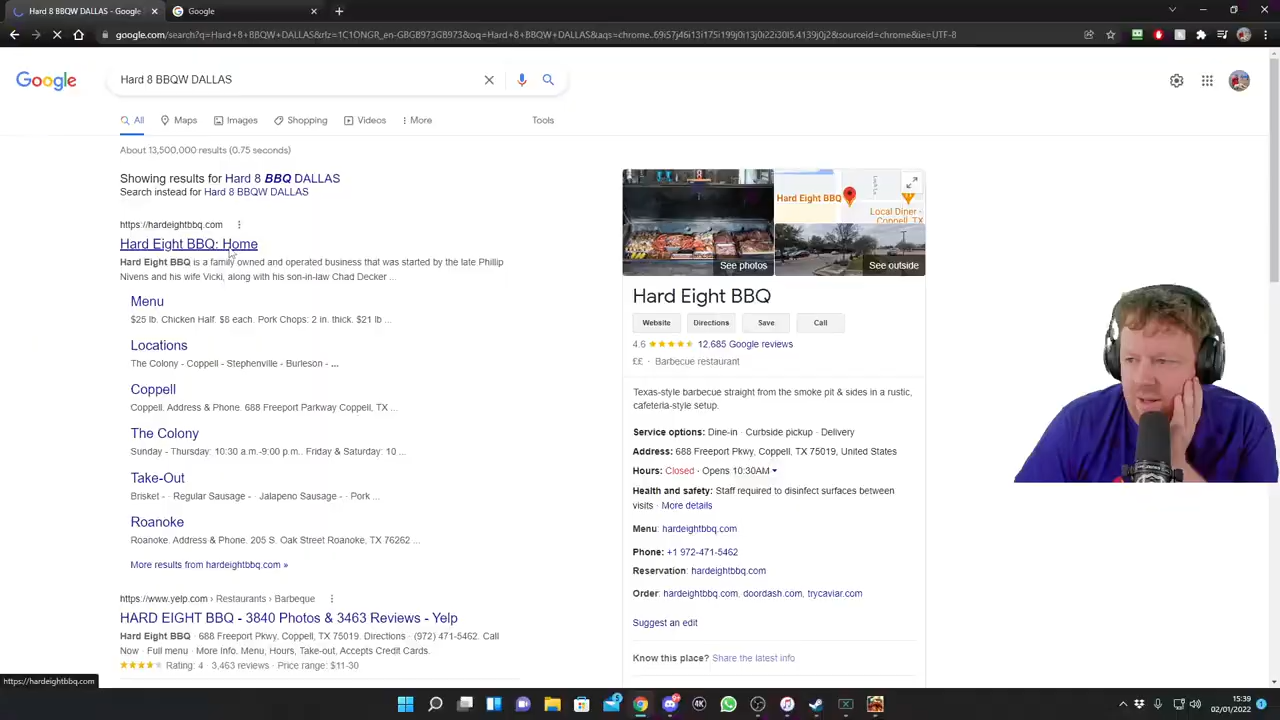 Hard 8 BBQ DALLAS - Google S
Google
google.com/search?q=Hard+8+BBQW+DALLAS&rlz=1C1ONGR_en-GBGB973GB973&oq=Hard+8+BBQW+DALLAS&aqs=chrome..69i57j46i13i175i199j0i13j0i22i30l5.4139j0j2&sourceid=chrome&ie=UTF-8
Google
Hard 8 BBQW DALLAS
All
Maps
Images
Shopping
Videos
More
Tools
About 13,500,000 results (0.75 seconds)
Showing results for Hard 8 BBQ DALLAS
Search instead for Hard 8 BBQW DALLAS
https://hardeightbbq.com
Hard Eight BBQ: Home
Hard Eight BBQ is a family owned and operated business that was started by the late Phillip
Nivens and his wife Vicki, along with his son-in-law Chad Decker ...
Menu
$25 lb. Chicken Half. $8 each. Pork Chops: 2 in. thick. $21 lb ...
Locations
The Colony - Coppell - Stephenville - Burleson - ...
Coppell
Coppell. Address & Phone. 688 Freeport Parkway Coppell, TX ...
The Colony
Sunday - Thursday: 10:30 a.m.-9:00 p.m.. Friday & Saturday: 10 ...
Take-Out
Brisket - · Regular Sausage - · Jalapeno Sausage - · Pork ...
Roanoke
Roanoke. Address & Phone. 205 S. Oak Street Roanoke, TX 76262 ...
More results from hardeightbbq.com »
https://www.yelp.com › Restaurants › Barbeque
HARD EIGHT BBQ - 3840 Photos & 3463 Reviews - Yelp
Hard Eight BBQ · 688 Freeport Pkwy. Coppell, TX 75019. Directions · (972) 471-5462. Call
Now · Full menu · More Info. Menu, Hours, Take-out, Accepts Credit Cards.
Rating: 4 · 3,463 reviews · Price range: $11-30
See photos
Hard Eight BBQ
Local Diner -
Coppell, TX
See outside
Hard Eight BBQ
Website
Directions
Save
Call
4.6
12,685 Google reviews
££ · Barbecue restaurant
Texas-style barbecue straight from the smoke pit & sides in a rustic,
cafeteria-style setup.
Service options: Dine-in · Curbside pickup · Delivery
Address: 688 Freeport Pkwy, Coppell, TX 75019, United States
Hours: Closed · Opens 10:30AM
Health and safety: Staff required to disinfect surfaces between
visits · More details
Menu: hardeightbbq.com
Phone: +1 972-471-5462
Reservation: hardeightbbq.com
Order: hardeightbbq.com, doordash.com, trycaviar.com
Suggest an edit
Know this place? Share the latest info
https://hardeightbbq.com
15:39
02/01/2022